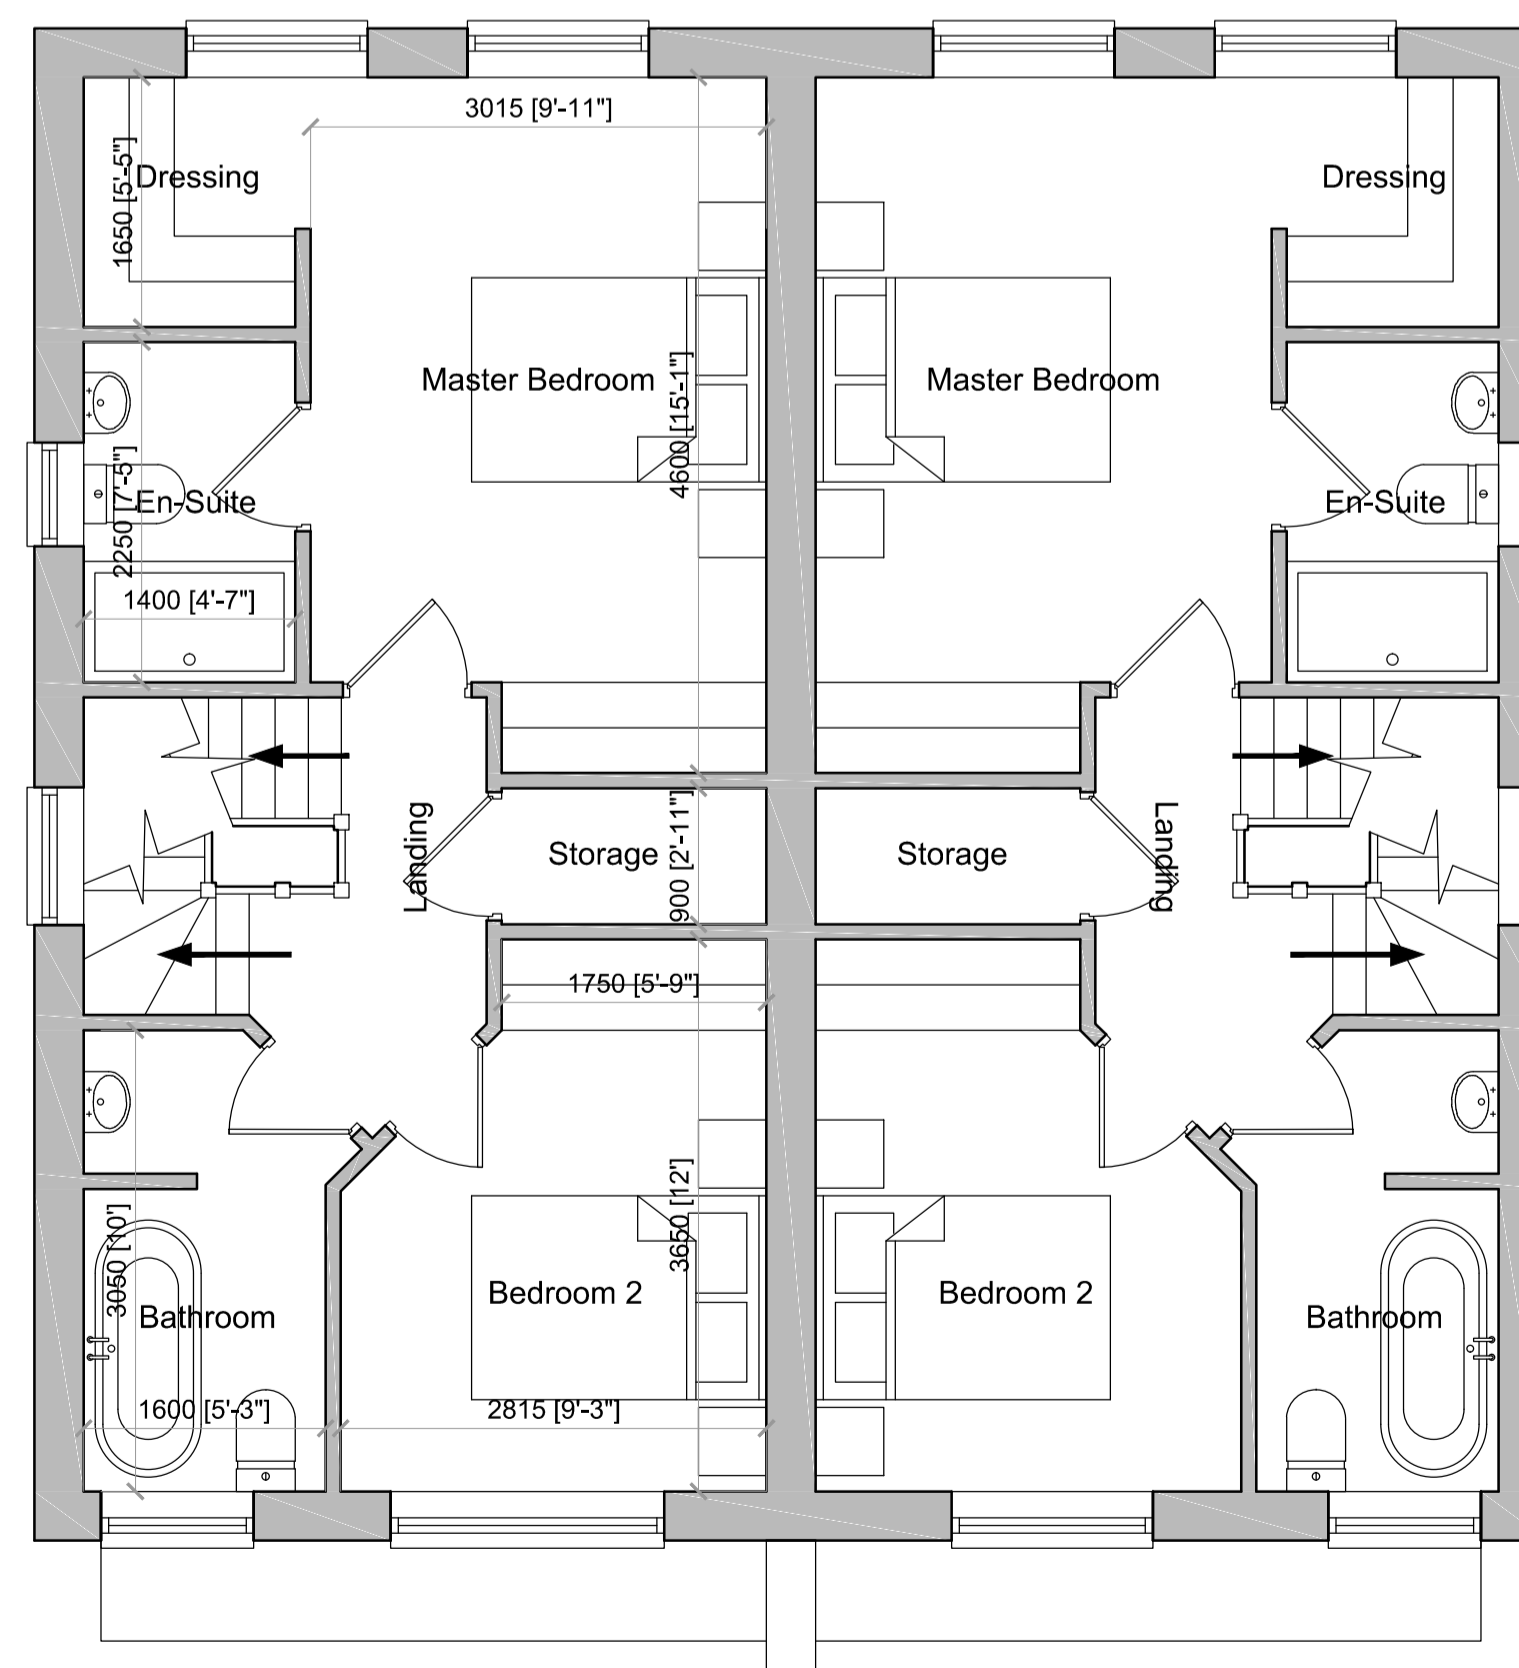 3015 [9'-11"]
1650 [5'-5"]
Dressing
Dressing
Master Bedroom
Master Bedroom
4600 [15'-1"]
2250 [7'-5"]
En-Suite
En-Suite
1400 [4'-7"]
Landing
Storage
900 [2'-11"]
Storage
Landing
1750 [5'-9"]
3650 [12']
3050 [10']
Bedroom 2
Bedroom 2
Bathroom
Bathroom
1600 [5'-3"]
2815 [9'-3"]